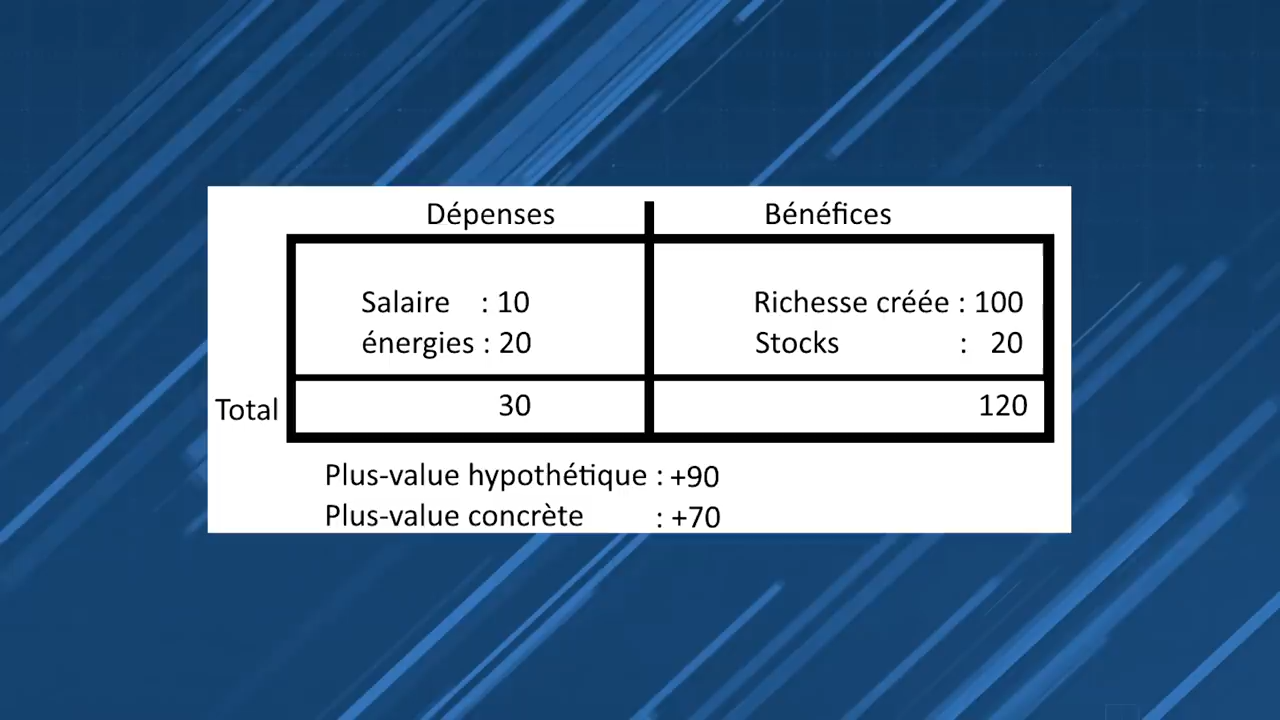 Dépenses Bénéfices
Salaire : 10 Richesse créée : 100
énergies : 20 Stocks : 20
Total 30 120
Plus-value hypothétique : +90
Plus-value concrète : +70